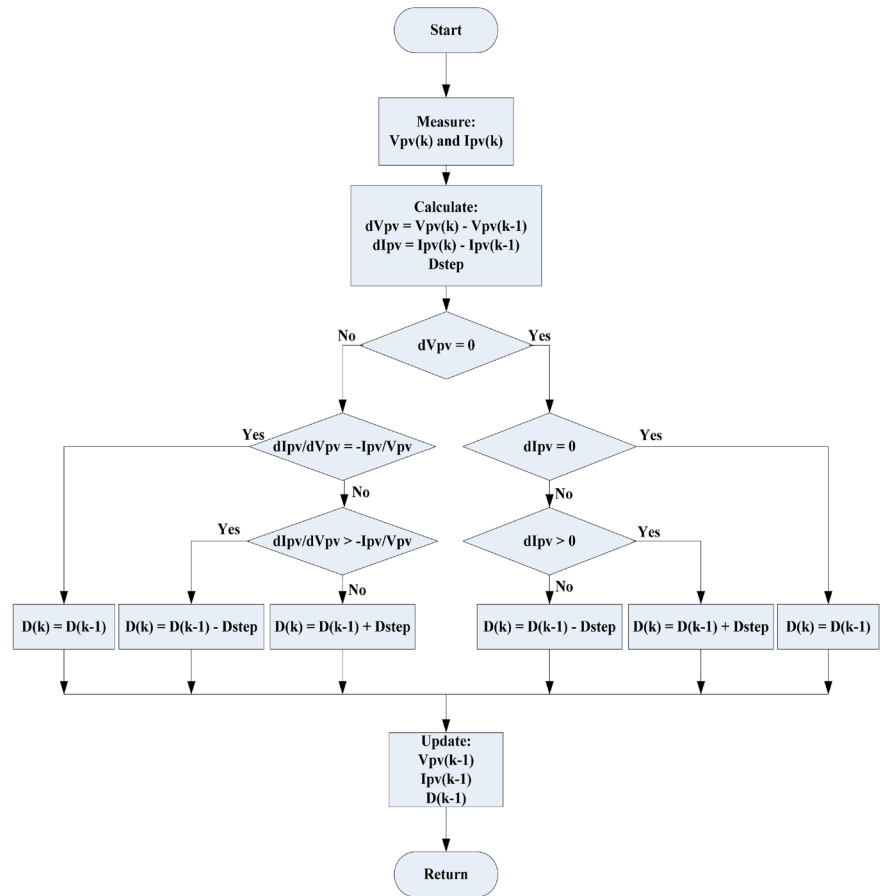 Start
Measure:
Vpv(k) and Ipv(k)
Calculate:
dVpv = Vpv(k) - Vpv(k-1)
dIpv = Ipv(k) - Ipv(k-1)
Dstep
No
dVpv = 0
Yes
Yes
dIpv/dVpv = -Ipv/Vpv
dIpv = 0
Yes
No
No
Yes
dIpv/dVpv > -Ipv/Vpv
dIpv > 0
Yes
No
No
D(k) = D(k-1)
D(k) = D(k-1) - Dstep
D(k) = D(k-1) + Dstep
D(k) = D(k-1) - Dstep
D(k) = D(k-1) + Dstep
D(k) = D(k-1)
Update:
Vpv(k-1)
Ipv(k-1)
D(k-1)
Return